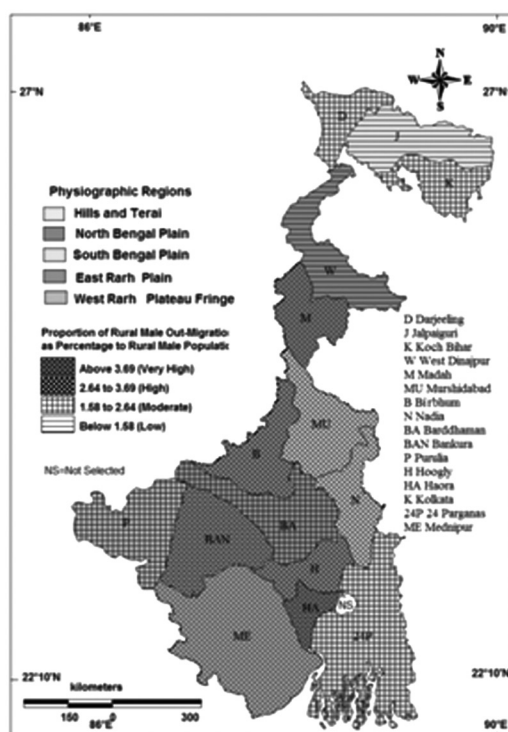 86°E
90°E
27°N
27°N
N
W E
S
D
J
K
Physiographic Regions
Hills and Terai
North Bengal Plain
South Bengal Plain
East Rarh Plain
West Rarh Plateau Fringe
W
M
Proportion of Rural Male Out-Migration
as Percentage to Rural Male Population
Above 3.69 (Very High)
2.64 to 3.69 (High)
1.58 to 2.64 (Moderate)
Below 1.58 (Low)
NS=Not Selected
D Darjeeling
J Jalpaiguri
K Koch Bihar
W West Dinajpur
M Madah
MU Murshidabad
B Birbhum
N Nadia
BA Barddhaman
BAN Bankura
P Purulia
H Hoogly
HA Haora
K Kolkata
24P 24 Parganas
ME Mednipur
MU
B
N
P
BA
BAN
H
HA
NS
ME
24P
22°10'N
22°10'N
kilometers
150 0 300
86°E
90°E